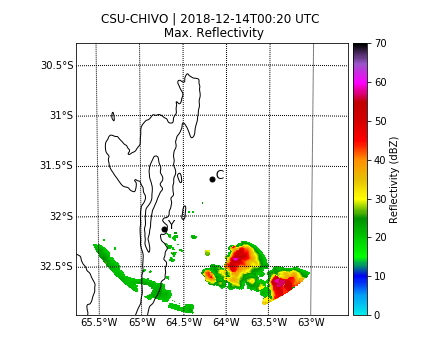 CSU-CHIVO | 2018-12-14T00:20 UTC
Max. Reflectivity
30.5°S
31°S
31.5°S
32°S
32.5°S
65.5°W 65°W 64.5°W 64°W 63.5°W 63°W
C
Y
70
60
50
40
30
20
10
0
Reflectivity (dBZ)